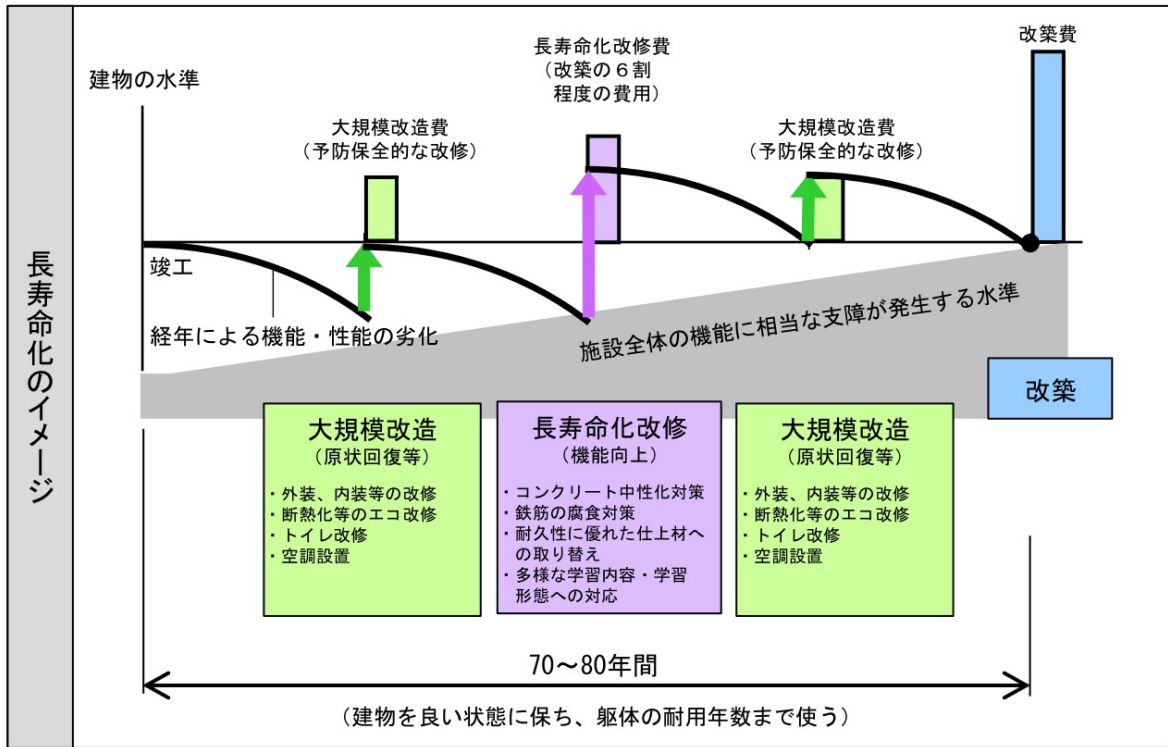 長寿命化のイメージ
建物の水準
大規模改造費
(予防保全的な改修)
長寿命化改修費
(改築の6割
程度の費用)
大規模改造費
(予防保全的な改修)
改築費
竣工
経年による機能・性能の劣化
施設全体の機能に相当な支障が発生する水準
大規模改造
(原状回復等)
・外装、内装等の改修
・断熱化等のエコ改修
・トイレ改修
・空調設置
長寿命化改修
(機能向上)
・コンクリート中性化対策
・鉄筋の腐食対策
・耐久性に優れた仕上材へ
の取り替え
・多様な学習内容・学習
形態への対応
大規模改造
(原状回復等)
・外装、内装等の改修
・断熱化等のエコ改修
・トイレ改修
・空調設置
改築
70~80年間
(建物を良い状態に保ち、躯体の耐用年数まで使う)